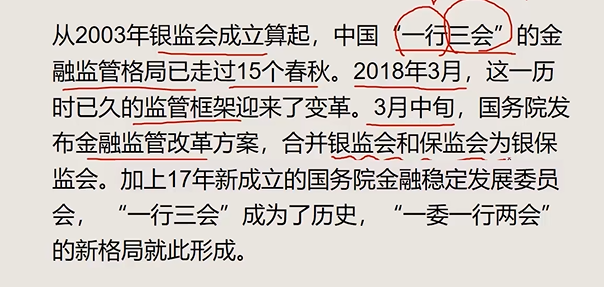 从2003年银监会成立算起，中国“一行三会”的金
融监管格局已走过15个春秋。2018年3月，这一历
时已久的监管框架迎来了变革。3月中旬，国务院发
布金融监管改革方案，合并银监会和保监会为银保
监会。加上17年新成立的国务院金融稳定发展委员
会，“一行三会”成为了历史，“一委一行两会”
的新格局就此形成。